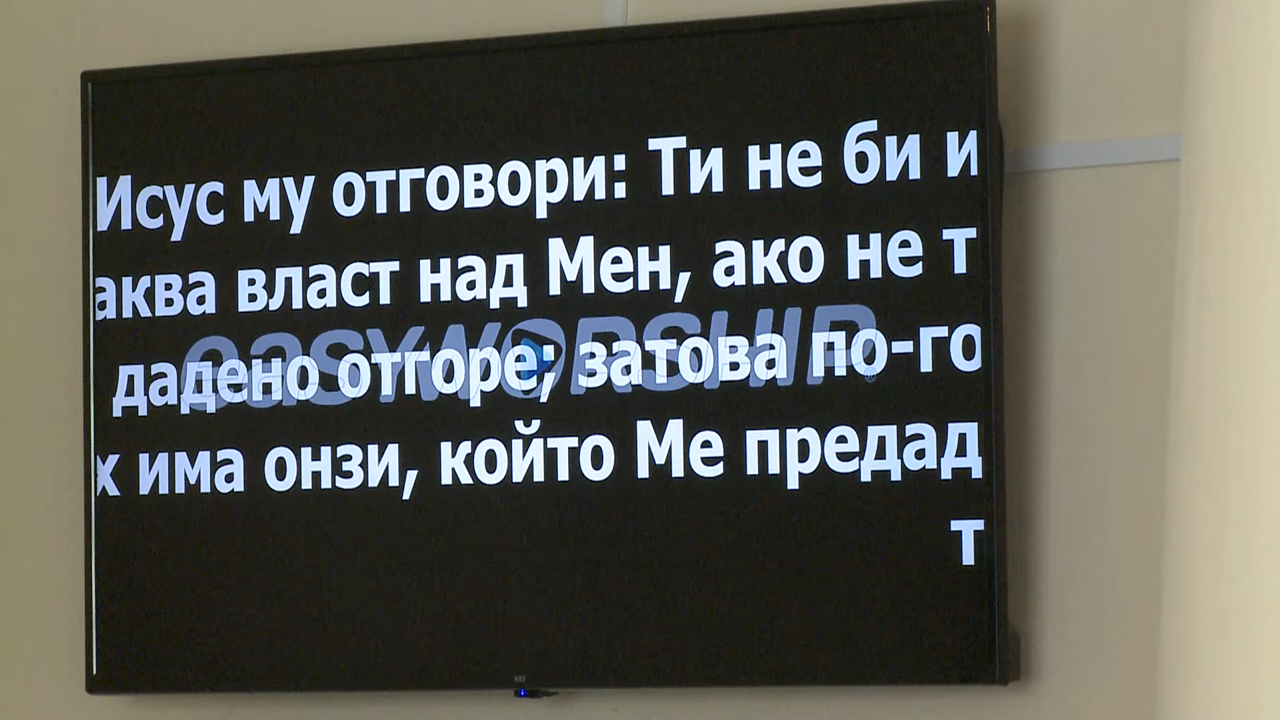 Исус му отговори: Ти не би и
аква власт над Мен, ако не т
дадено отгоре; затова по-го
х има онзи, който Ме предад
т
easyWORSHIP